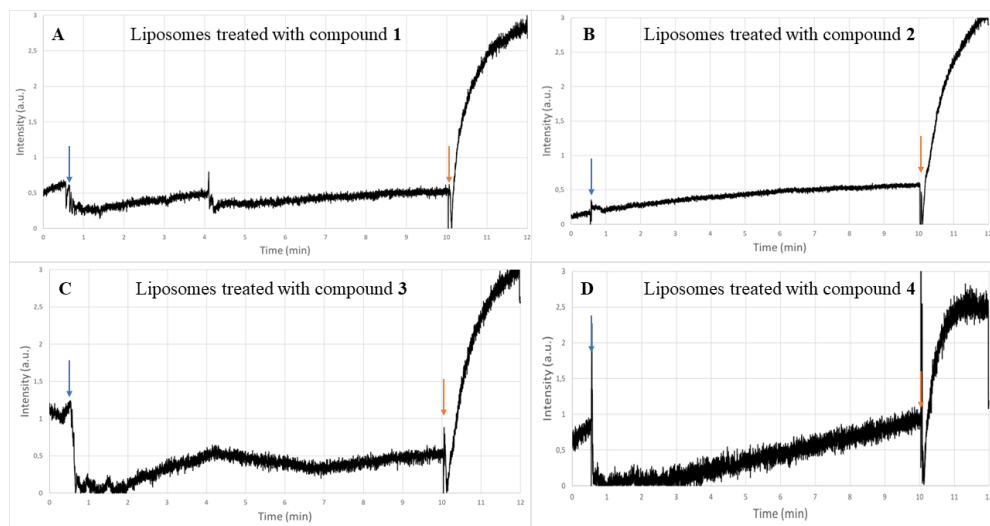 A Liposomes treated with compound 1
Intensity (a.u.)
3
2,5
2
1,5
1
0,5
0
0 1 2 3 4 5 6 7 8 9 10 11 12
Time (min)
B Liposomes treated with compound 2
Intensity (a.u.)
3
2,5
2
1,5
1
0,5
0
0 1 2 3 4 5 6 7 8 9 10 11 12
Time (min)
C Liposomes treated with compound 3
Intensity (a.u.)
3
2,5
2
1,5
1
0,5
0
0 1 2 3 4 5 6 7 8 9 10 11 12
Time (min)
D Liposomes treated with compound 4
Intensity (a.u.)
3
2,5
2
1,5
1
0,5
0
0 1 2 3 4 5 6 7 8 9 10 11 12
Time (min)